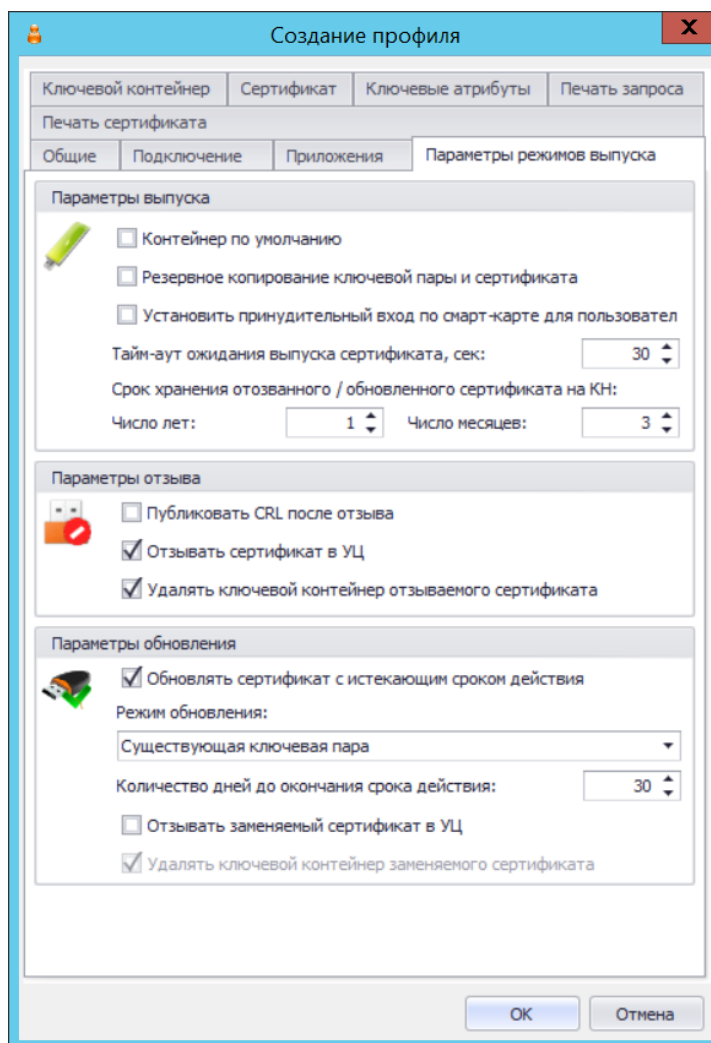 Создание профиля
Ключевой контейнер Сертификат Ключевые атрибуты Печать запроса
Печать сертификата
Общие Подключение Приложения Параметры режимов выпуска
Параметры выпуска
Контейнер по умолчанию
Резервное копирование ключевой пары и сертификата
Установить принудительный вход по смарт-карте для пользовател
Тайм-аут ожидания выпуска сертификата, сек: 30
Срок хранения отозванного / обновленного сертификата на КН:
Число лет: 1 Число месяцев: 3
Параметры отзыва
Публиковать CRL после отзыва
Отзывать сертификат в УЦ
Удалять ключевой контейнер отзываемого сертификата
Параметры обновления
Обновлять сертификат с истекающим сроком действия
Режим обновления:
Существующая ключевая пара
Количество дней до окончания срока действия: 30
Отзывать заменяемый сертификат в УЦ
Удалять ключевой контейнер заменяемого сертификата
OK Отмена